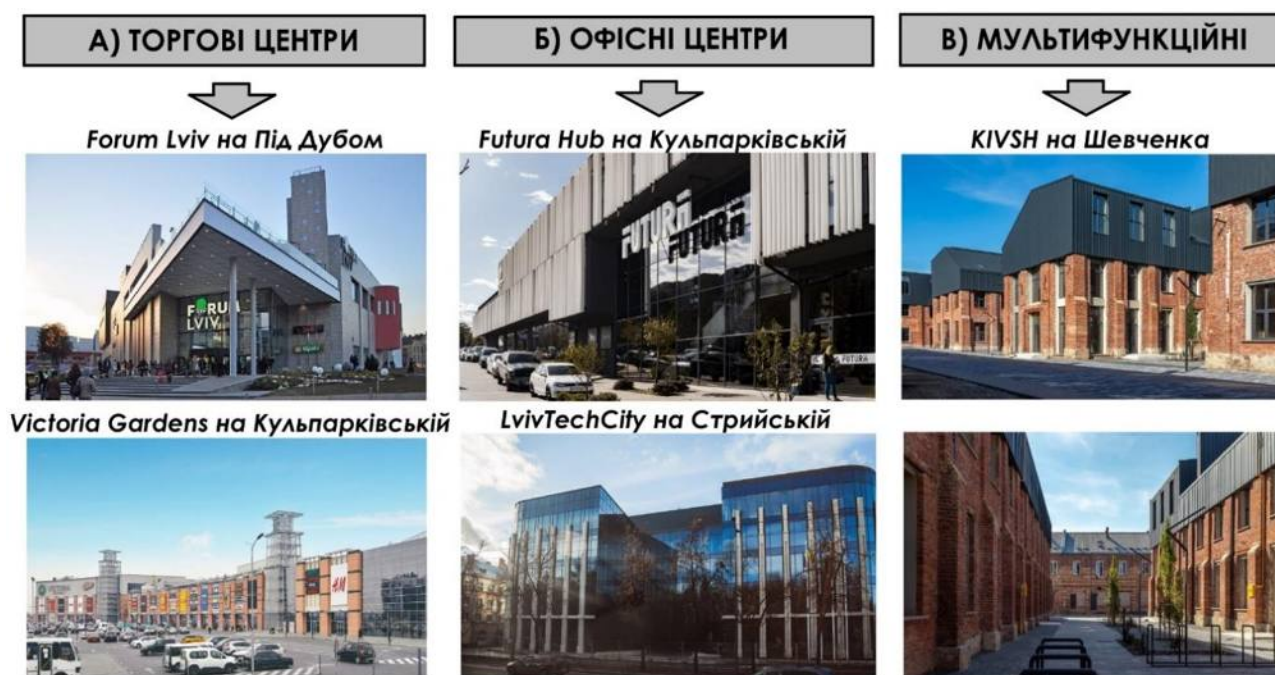 А) ТОРГОВІ ЦЕНТРИ
Forum Lviv на Під Дубом
FORUM
LVIV
Victoria Gardens на Кульпарківській
H&M
Б) ОФІСНІ ЦЕНТРИ
Futura Hub на Кульпарківській
FUTURA
FUTURA
FUTURA
LvivTechCity на Стрийській
В) МУЛЬТИФУНКЦІЙНІ
KIVSH на Шевченка